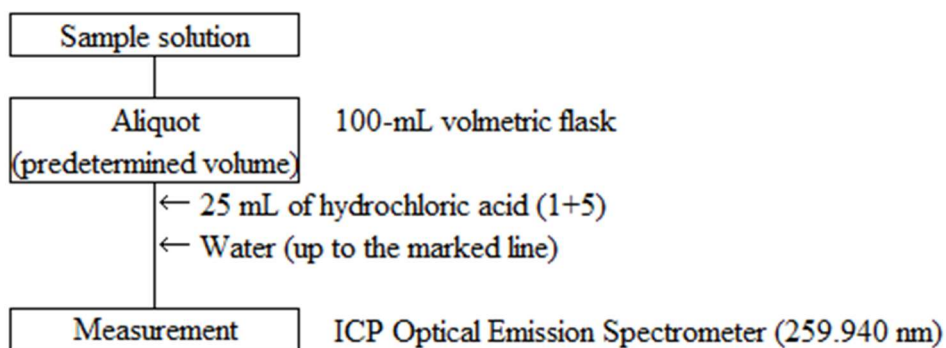 Sample solution
Aliquot
(predetermined volume)
100-mL volmetric flask
← 25 mL of hydrochloric acid (1+5)
← Water (up to the marked line)
Measurement
ICP Optical Emission Spectrometer (259.940 nm)